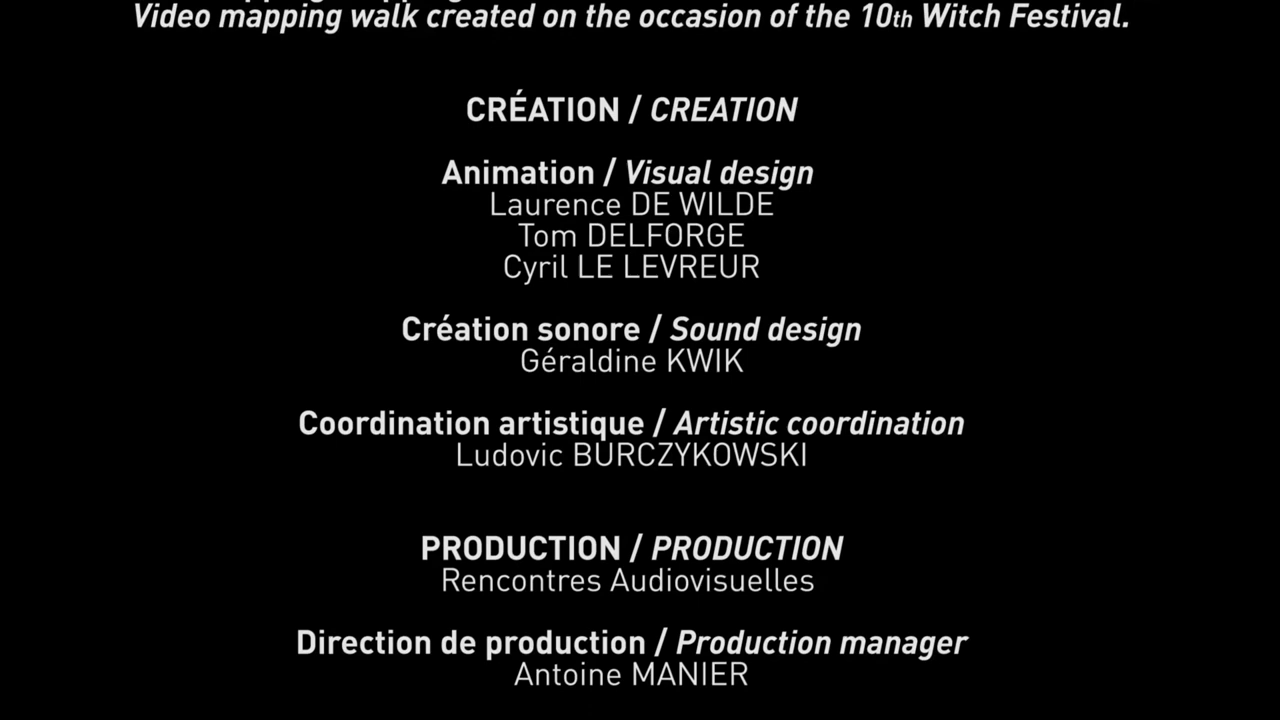 Video mapping walk created on the occasion of the 10th Witch Festival.
CRÉATION / CREATION
Animation / Visual design
Laurence DE WILDE
Tom DELFORGE
Cyril LE LEVREUR
Création sonore / Sound design
Géraldine KWIK
Coordination artistique / Artistic coordination
Ludovic BURCZYKOWSKI
PRODUCTION / PRODUCTION
Rencontres Audiovisuelles
Direction de production / Production manager
Antoine MANIER